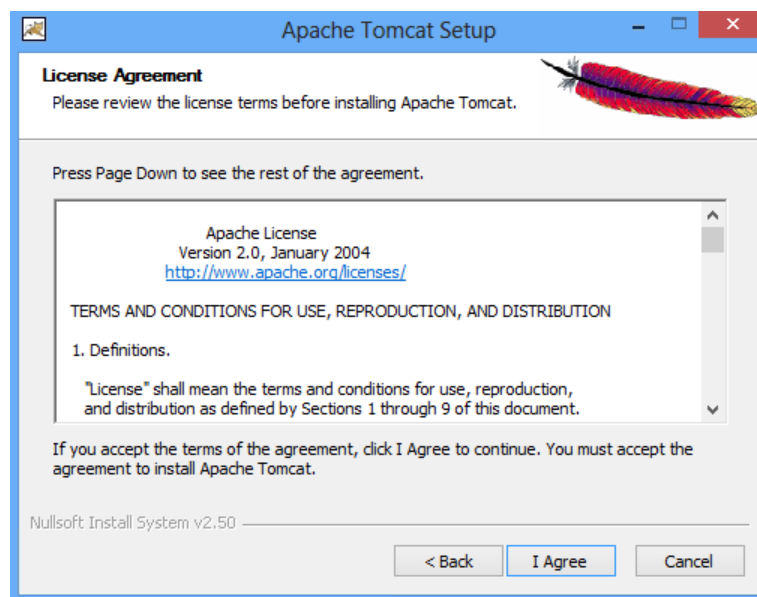 Apache Tomcat Setup
License Agreement
Please review the license terms before installing Apache Tomcat.
Press Page Down to see the rest of the agreement.
Apache License
Version 2.0, January 2004
http://www.apache.org/licenses/
TERMS AND CONDITIONS FOR USE, REPRODUCTION, AND DISTRIBUTION
1. Definitions.
"License" shall mean the terms and conditions for use, reproduction,
and distribution as defined by Sections 1 through 9 of this document.
If you accept the terms of the agreement, click I Agree to continue. You must accept the
agreement to install Apache Tomcat.
Nullsoft Install System v2.50
< Back I Agree Cancel